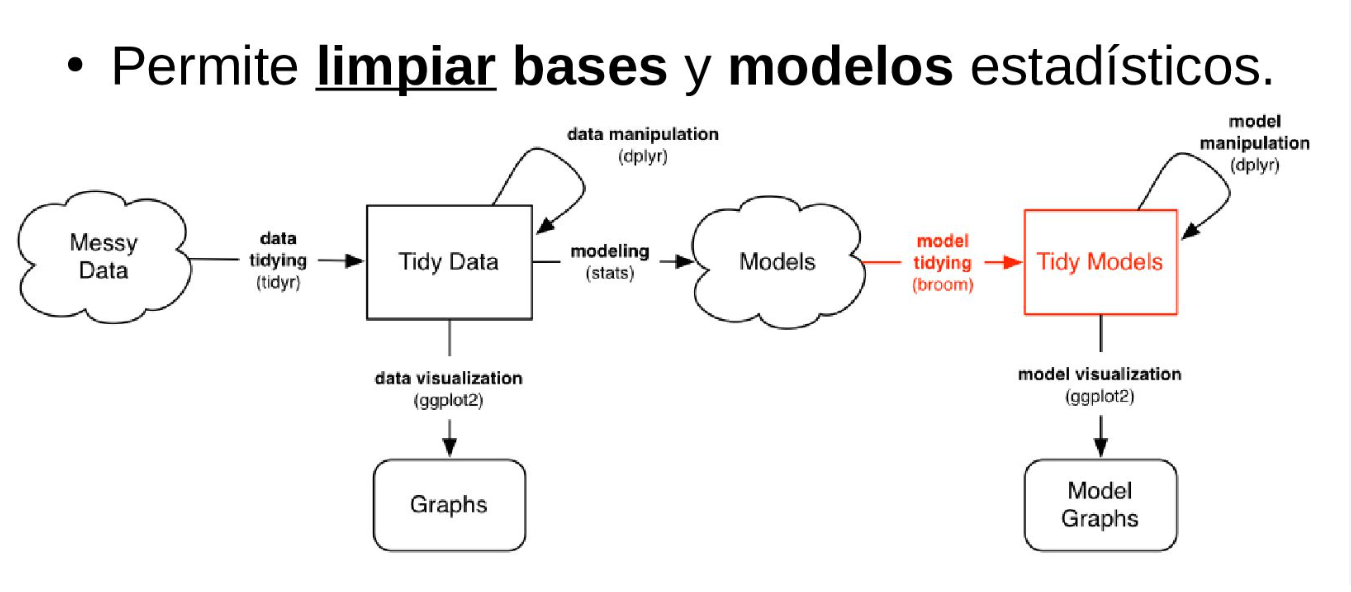 • Permite limpiar bases y modelos estadísticos.
data manipulation
(dplyr)
model
manipulation
(dplyr)
Messy
Data
data
tidying
(tidyr)
Tidy Data
modeling
(stats)
Models
model
tidying
(broom)
Tidy Models
data visualization
(ggplot2)
model visualization
(ggplot2)
Graphs
Model
Graphs